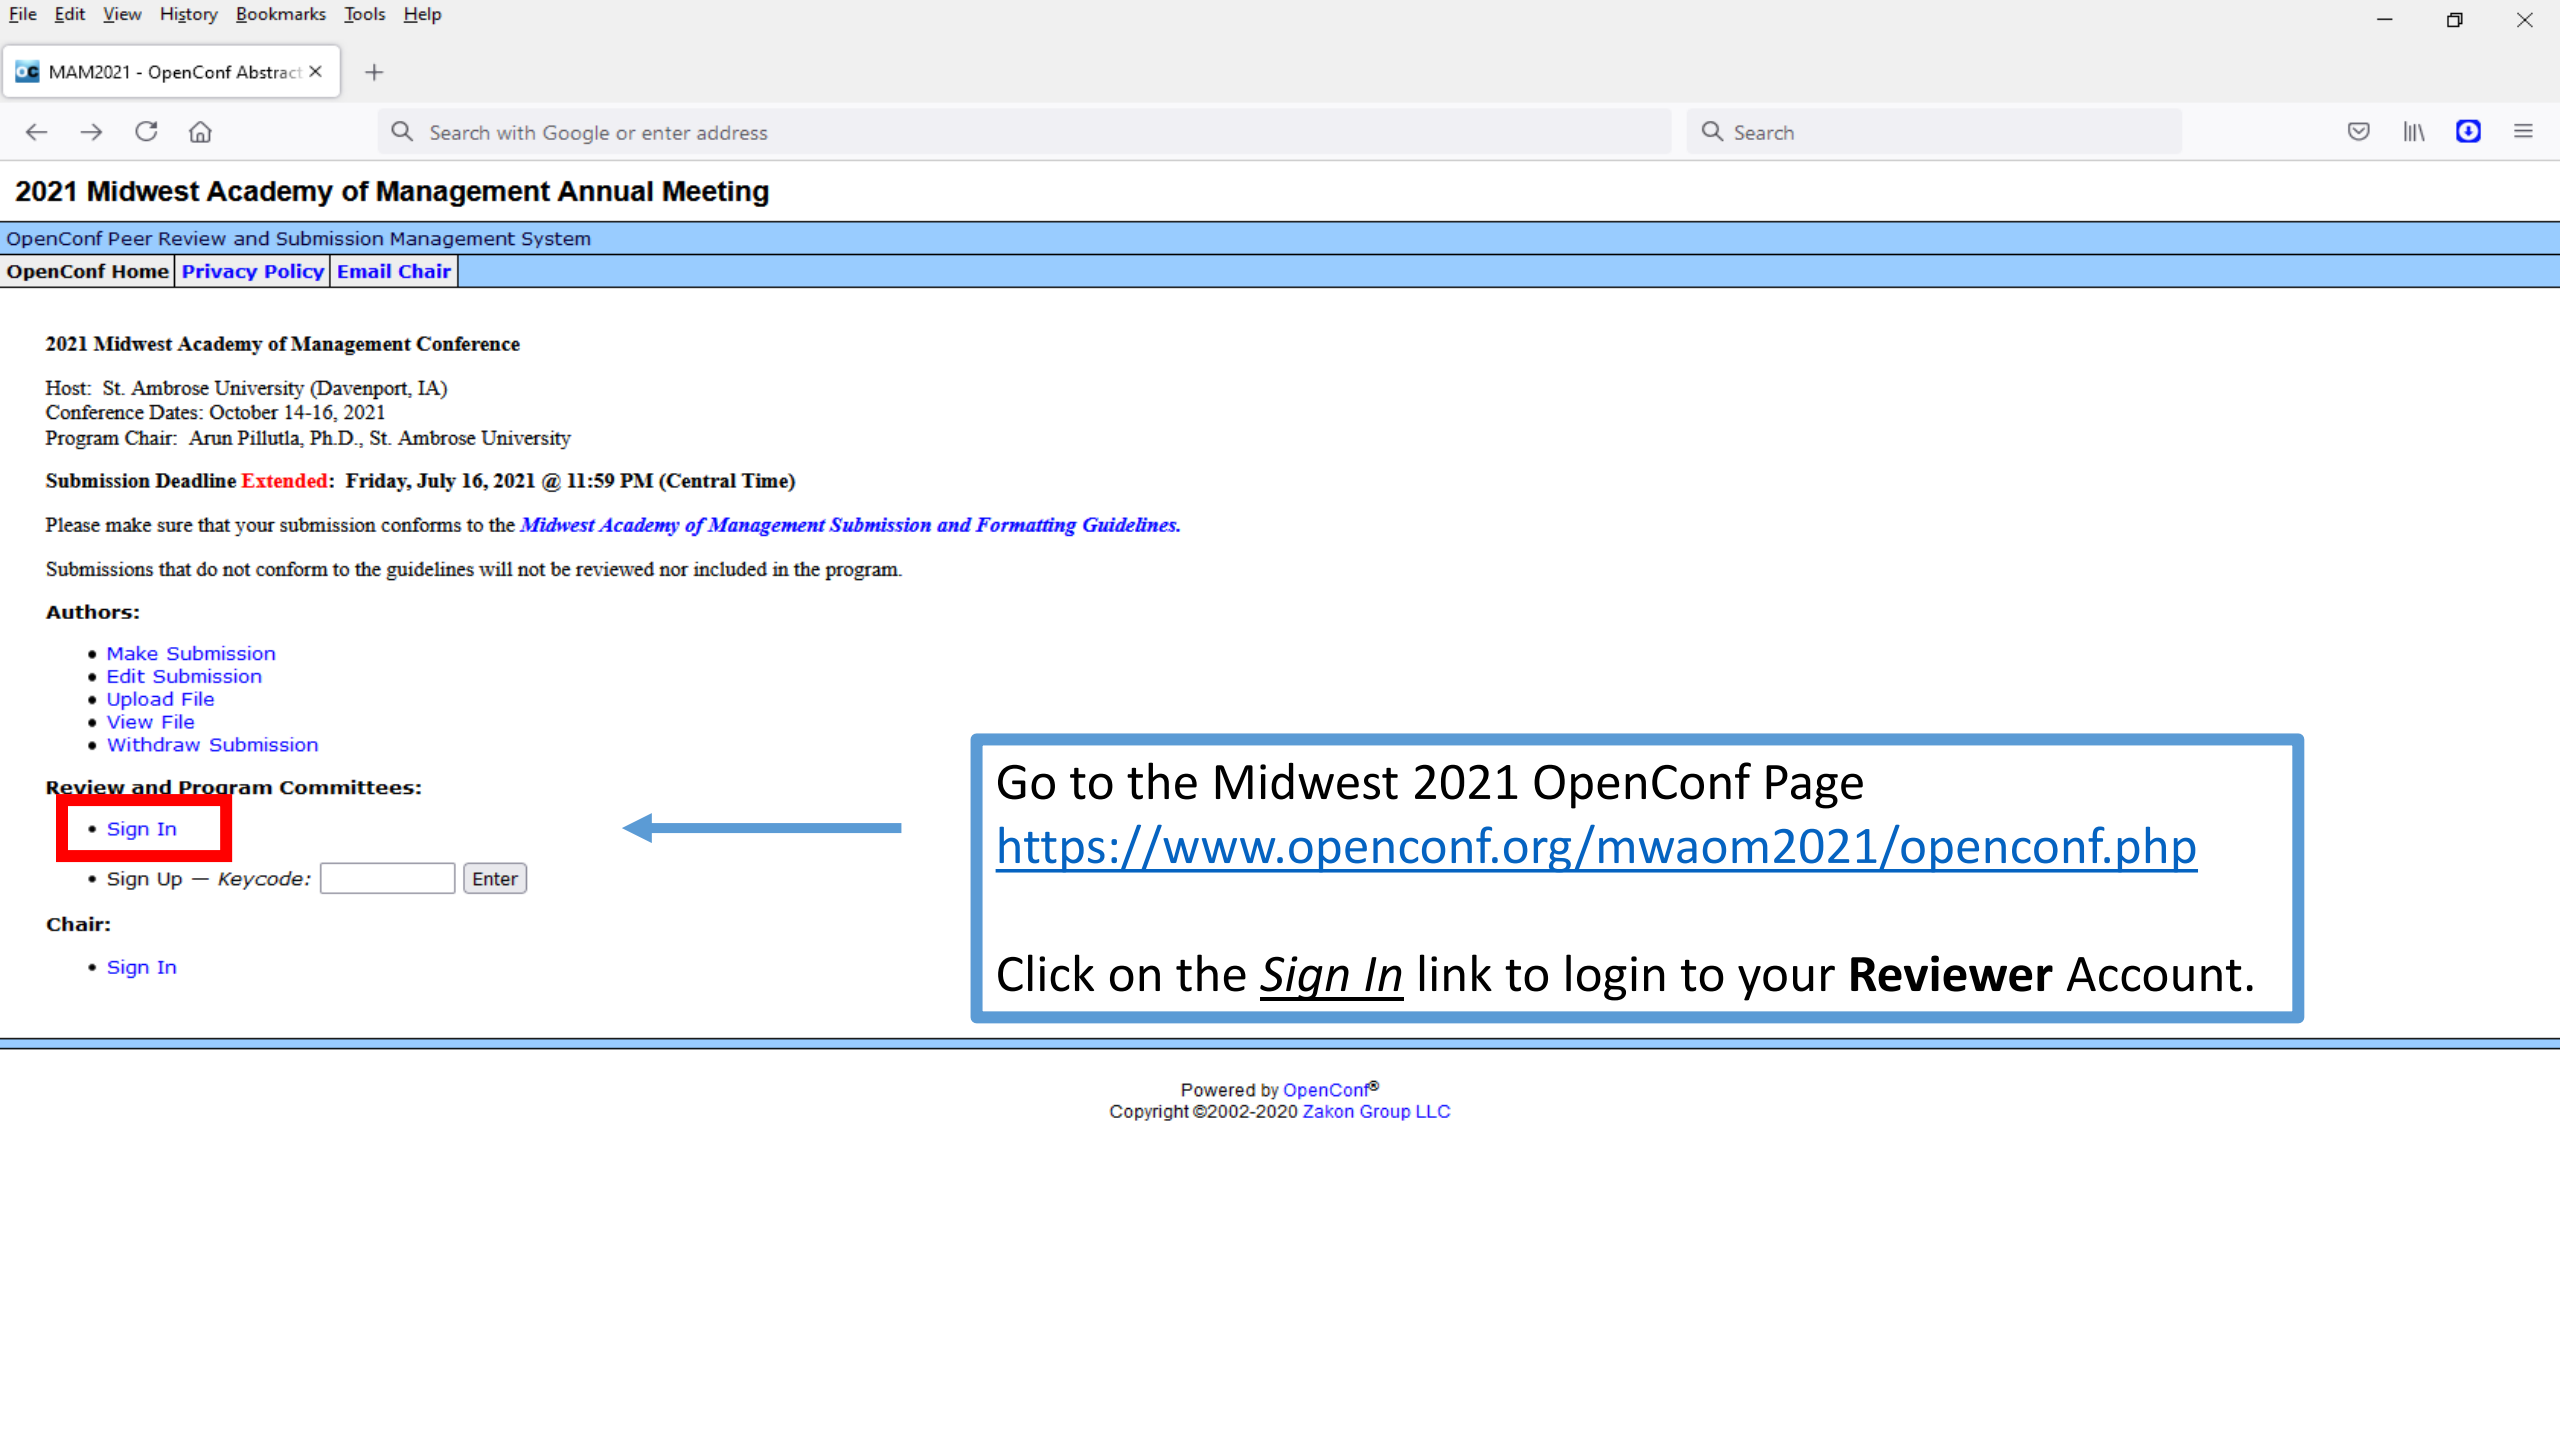 File Edit View History Bookmarks Tools Help
MAM2021 - OpenConf Abstract
Search with Google or enter address
Search
2021 Midwest Academy of Management Annual Meeting
OpenConf Peer Review and Submission Management System
OpenConf Home Privacy Policy Email Chair
2021 Midwest Academy of Management Conference
Host: St. Ambrose University (Davenport, IA)
Conference Dates: October 14-16, 2021
Program Chair: Arun Pillutla, Ph.D., St. Ambrose University
Submission Deadline Extended: Friday, July 16, 2021 @ 11:59 PM (Central Time)
Please make sure that your submission conforms to the Midwest Academy of Management Submission and Formatting Guidelines.
Submissions that do not conform to the guidelines will not be reviewed nor included in the program.
Authors:
• Make Submission
• Edit Submission
• Upload File
• View File
• Withdraw Submission
Review and Program Committees:
• Sign In
• Sign Up — Keycode: Enter
Chair:
• Sign In
Go to the Midwest 2021 OpenConf Page
https://www.openconf.org/mwaom2021/openconf.php
Click on the Sign In link to login to your Reviewer Account.
Powered by OpenConf®
Copyright ©2002-2020 Zakon Group LLC